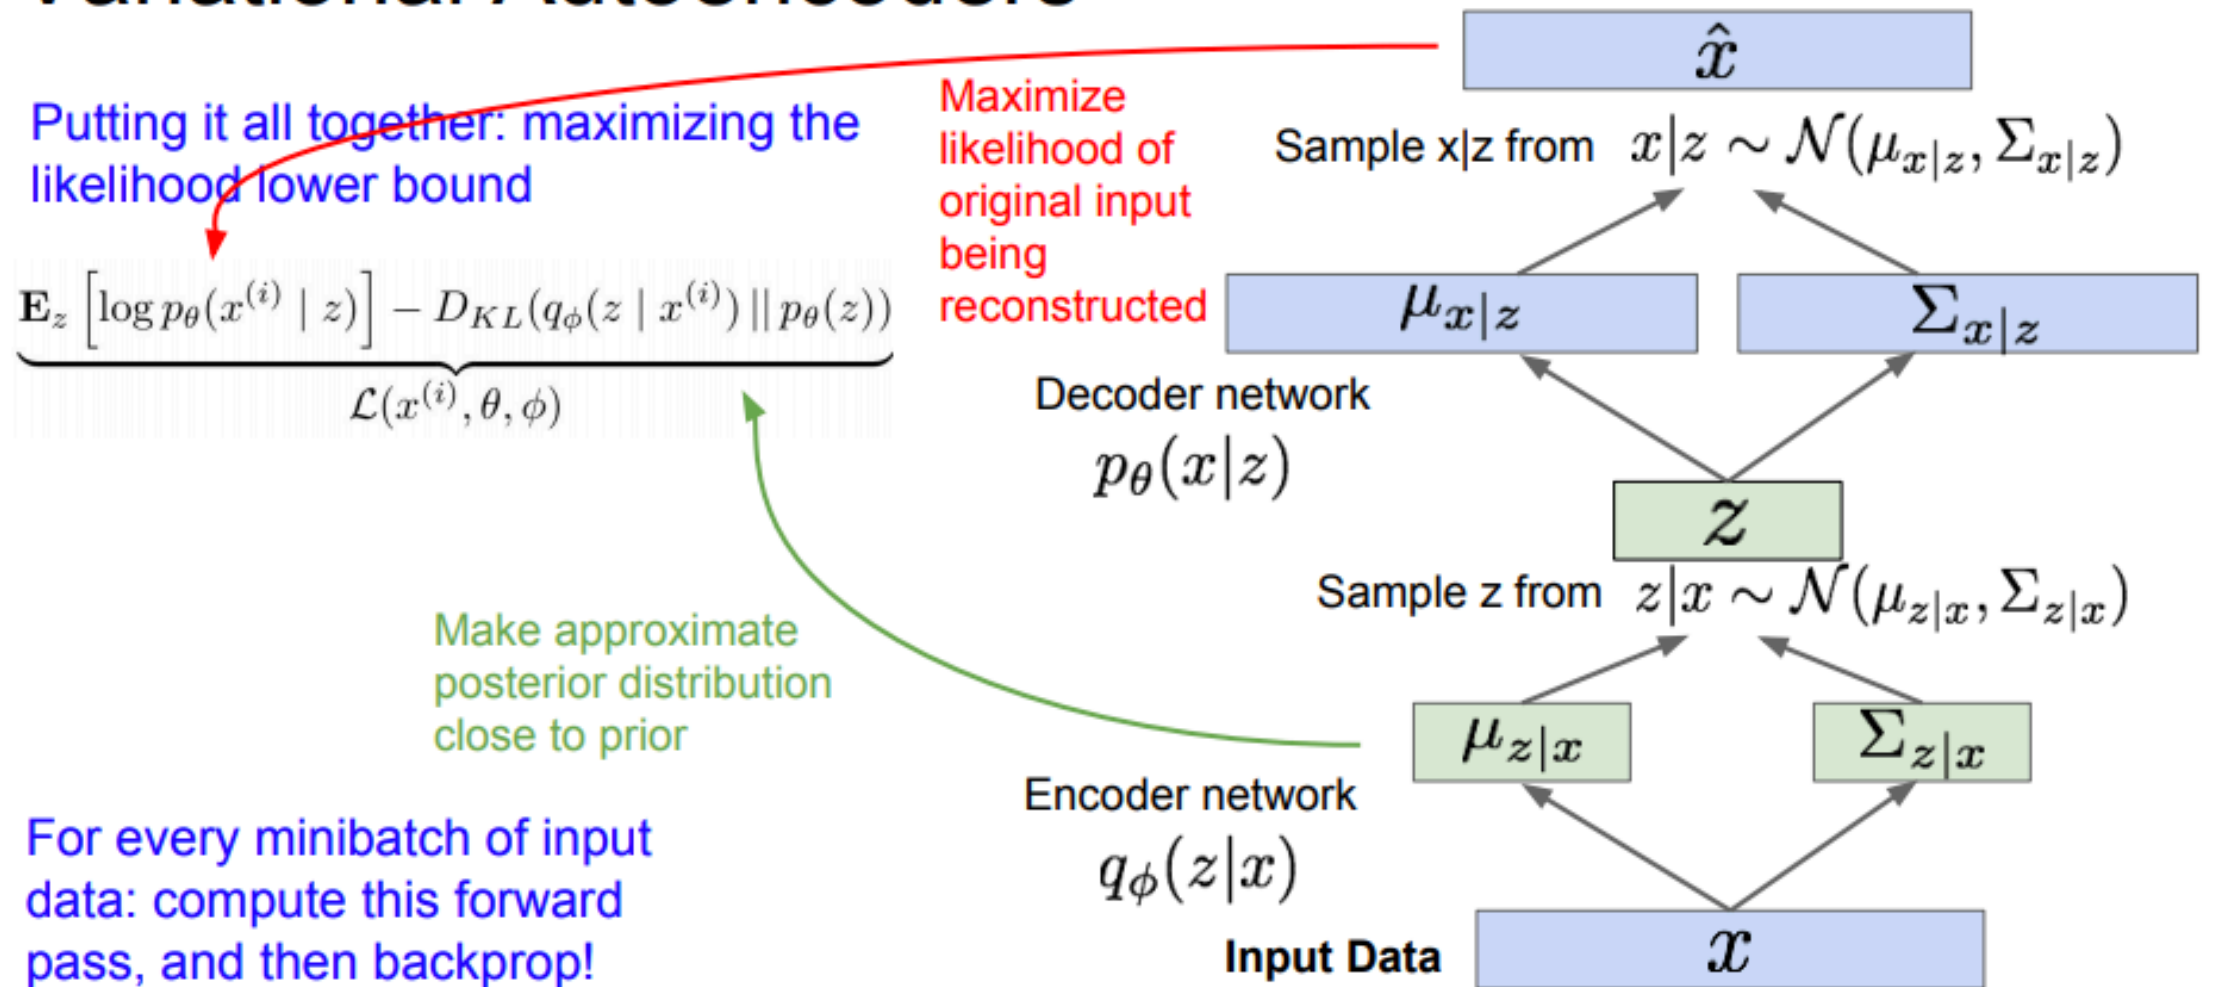 Variational Autoencoders
Putting it all together: maximizing the
likelihood lower bound
E_z [log p_θ(x^(i) | z)] − D_KL(q_φ(z | x^(i)) || p_θ(z))
ℒ(x^(i), θ, φ)
Make approximate
posterior distribution
close to prior
For every minibatch of input
data: compute this forward
pass, and then backprop!
Maximize
likelihood of
original input
being
reconstructed
x̂
Sample x|z from x|z ∼ 𝒩(μ_x|z, Σ_x|z)
μ_x|z Σ_x|z
Decoder network
p_θ(x|z)
z
Sample z from z|x ∼ 𝒩(μ_z|x, Σ_z|x)
μ_z|x Σ_z|x
Encoder network
q_φ(z|x)
Input Data x